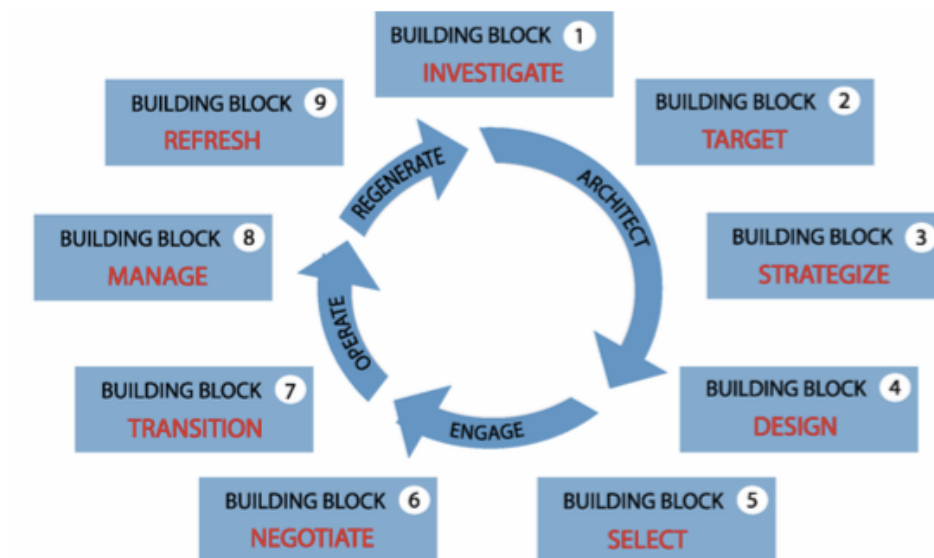 BUILDING BLOCK 1
INVESTIGATE
BUILDING BLOCK 2
TARGET
BUILDING BLOCK 3
STRATEGIZE
BUILDING BLOCK 4
DESIGN
BUILDING BLOCK 5
SELECT
BUILDING BLOCK 6
NEGOTIATE
BUILDING BLOCK 7
TRANSITION
BUILDING BLOCK 8
MANAGE
BUILDING BLOCK 9
REFRESH
ARCHITECT
ENGAGE
OPERATE
REGENERATE